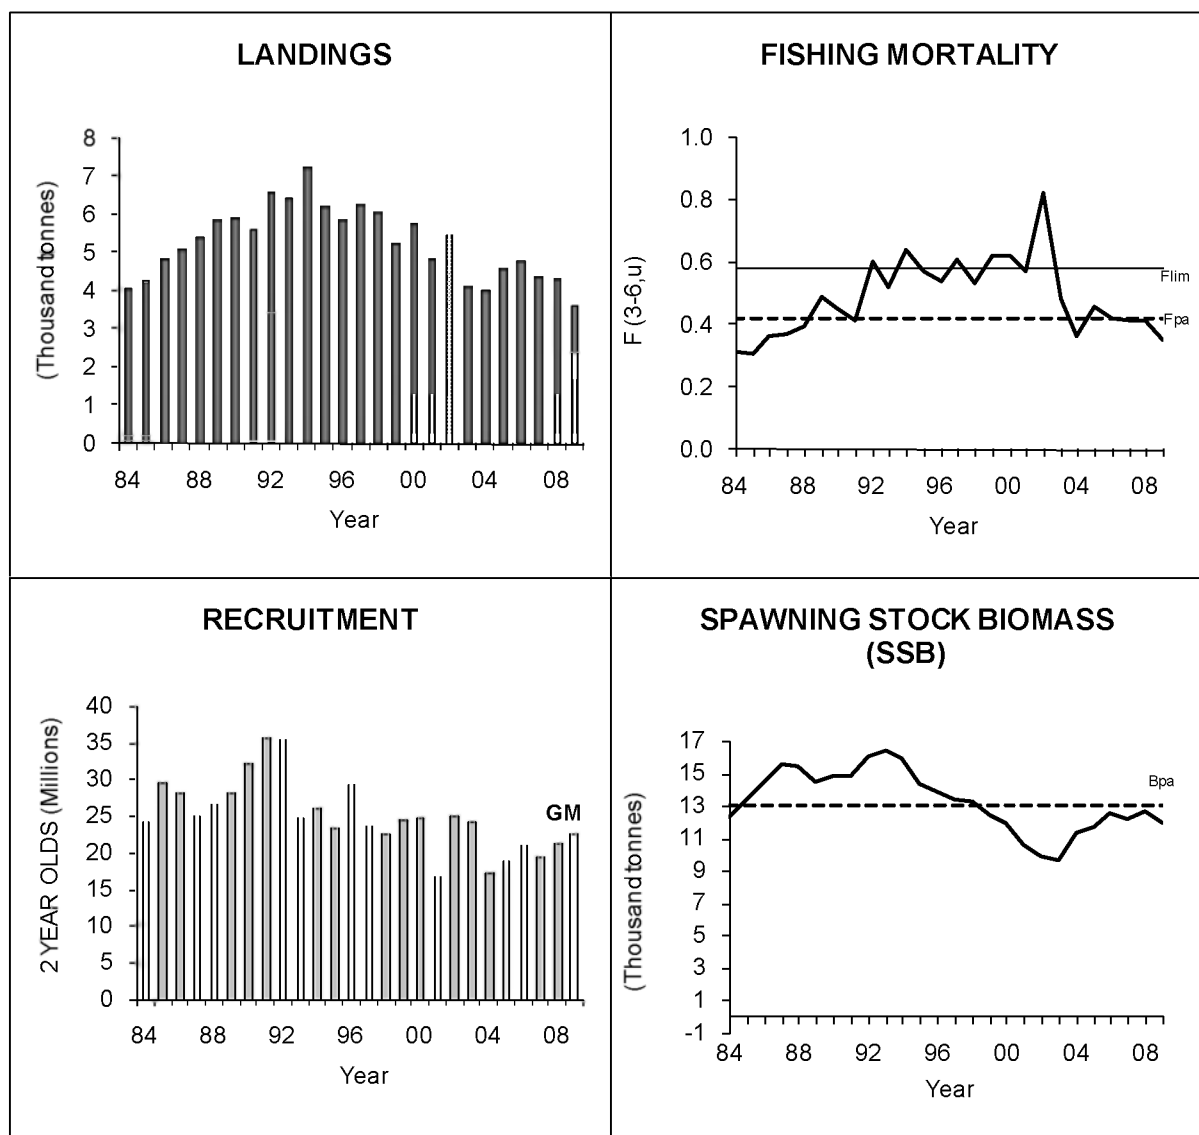 LANDINGS
(Thousand tonnes)
8
7
6
5
4
3
2
1
0
84 88 92 96 00 04 08
Year
FISHING MORTALITY
F (3-6,u)
1.0
0.8
0.6
0.4
0.2
0.0
Flim
Fpa
84 88 92 96 00 04 08
Year
RECRUITMENT
2 YEAR OLDS (Millions)
40
35
30
25
20
15
10
5
0
GM
84 88 92 96 00 04 08
Year
SPAWNING STOCK BIOMASS
(SSB)
(Thousand tonnes)
17
15
13
11
9
7
5
3
1
-1
Bpa
84 88 92 96 00 04 08
Year